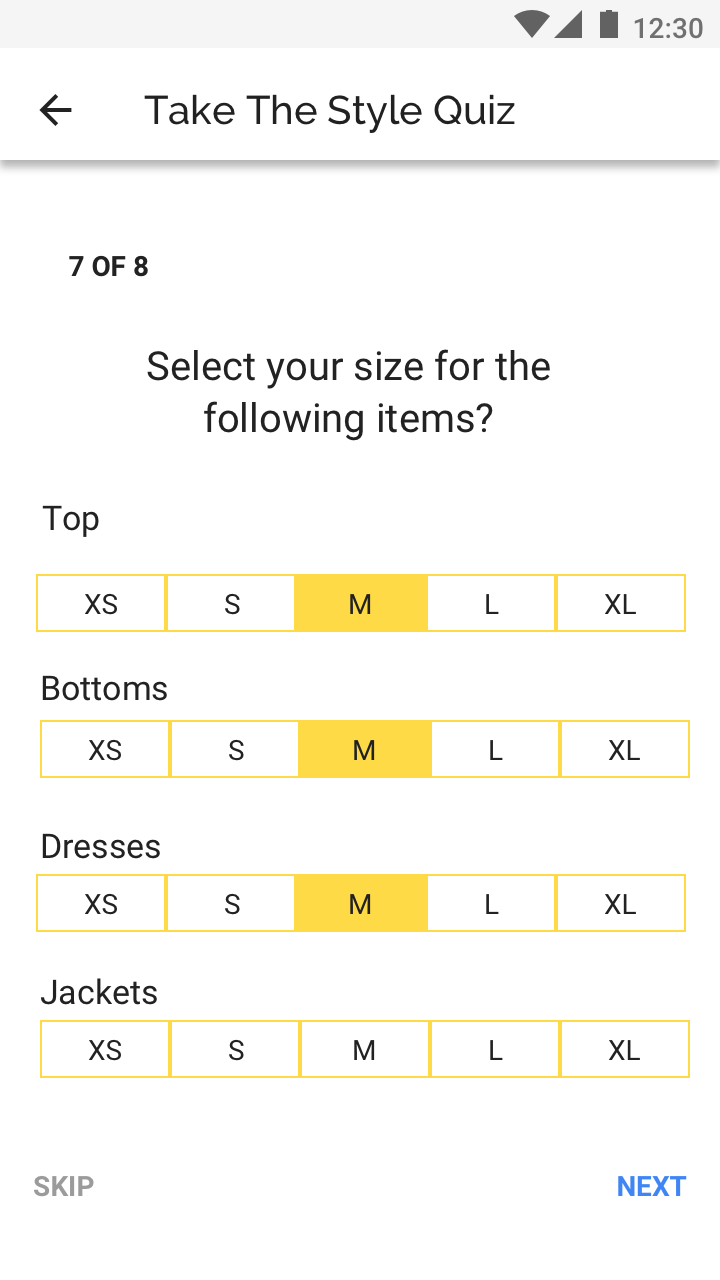 12:30
Take The Style Quiz
7 OF 8
Select your size for the
following items?
Top
XS S M L XL
Bottoms
XS S M L XL
Dresses
XS S M L XL
Jackets
XS S M L XL
SKIP NEXT